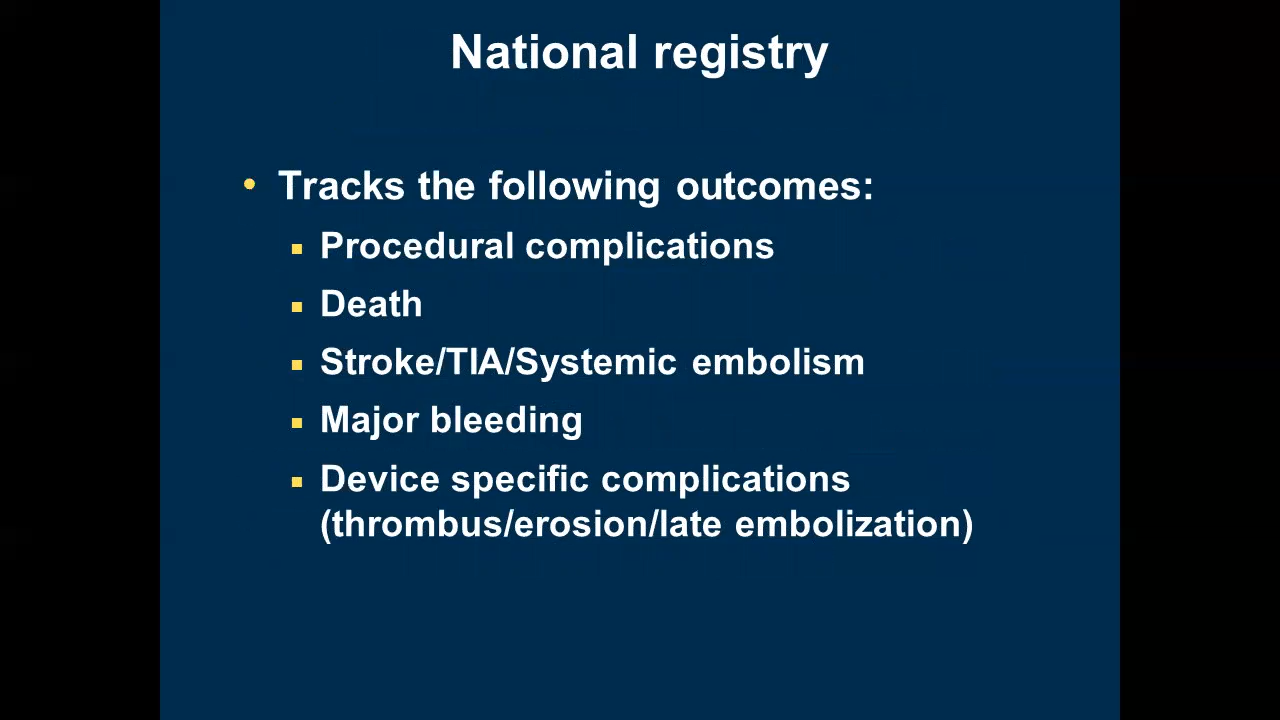 National registry
• Tracks the following outcomes:
▪ Procedural complications
▪ Death
▪ Stroke/TIA/Systemic embolism
▪ Major bleeding
▪ Device specific complications
(thrombus/erosion/late embolization)